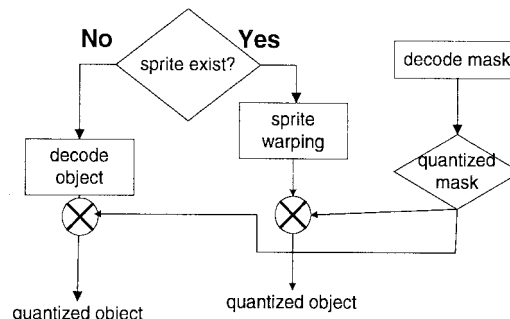 No
Yes
sprite exist?
decode mask
sprite
warping
decode
object
quantized
mask
quantized object
quantized object